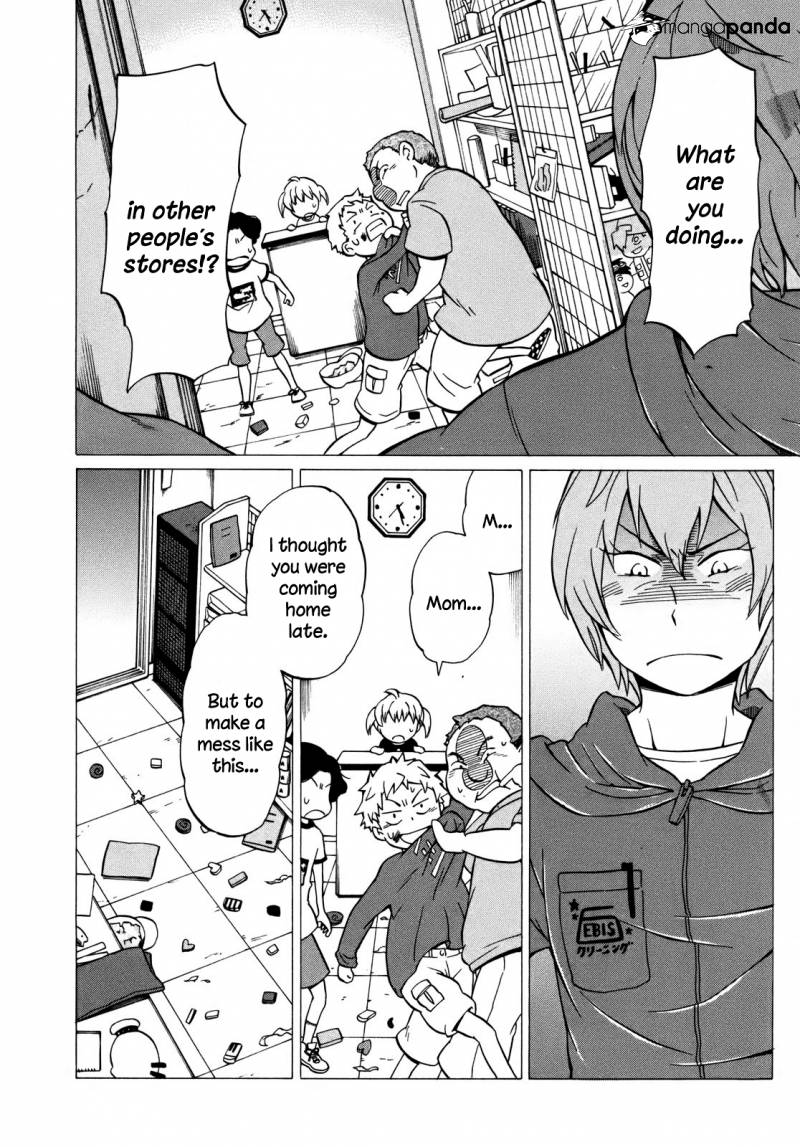 mangapanda
What
are
you
doing...
in other
people's
stores!?
EBIS
クリーニング
M...
Mom...
I thought
you were
coming
home
late.
But to
make a
mess like
this...